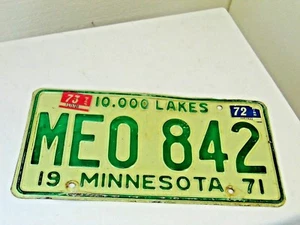 73
10,000 LAKES
72
MEO 842
19 MINNESOTA 71